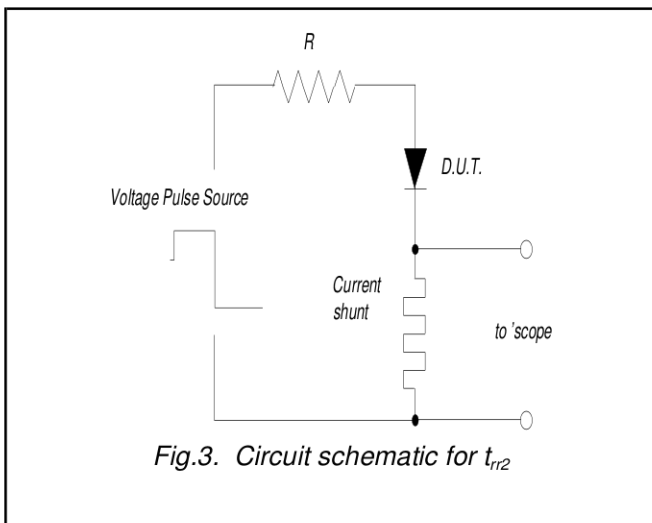 R
D.U.T.
Voltage Pulse Source
Current
shunt
to 'scope
Fig.3. Circuit schematic for trr2